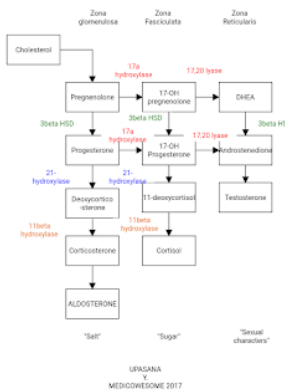 Zona
glomerulosa
Zona
Fasciculata
Zona
Reticularis
Cholesterol
17a
hydroxylase
17,20 lyase
Pregnenolone
17-OH
pregnenolone
DHEA
3beta HSD
3beta HSD
3beta HS
17a
hydroxylase
17,20 lyase
Progesterone
17-OH
Progesterone
Androstenedione
21-
hydroxylase
21-
hydroxylase
Deoxycortico
-sterone
11-deoxycortisol
Testosterone
11beta
hydroxylase
11beta
hydroxylase
Corticosterone
Cortisol
ALDOSTERONE
"Salt"
"Sugar"
"Sexual
characters"
UPASANA
Y.
MEDICOWESOME 2017